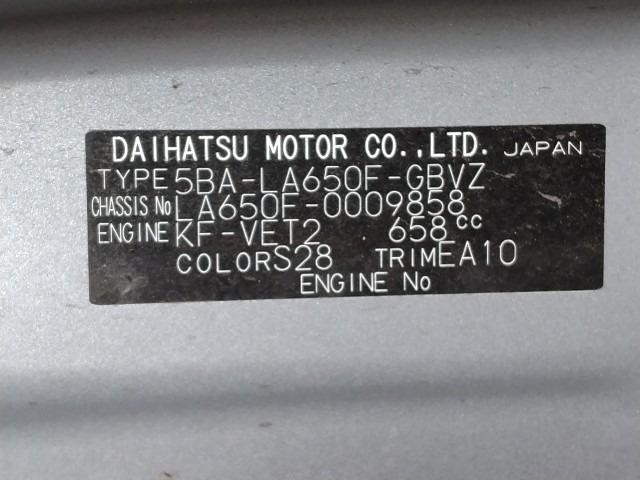 DAIHATSU MOTOR CO.,LTD. JAPAN
TYPE 5BA-LA650F-GBVZ
CHASSIS No LA650F-0009858
ENGINE KF-VET2 658cc
COLOR S28 TRIM EA10
ENGINE No